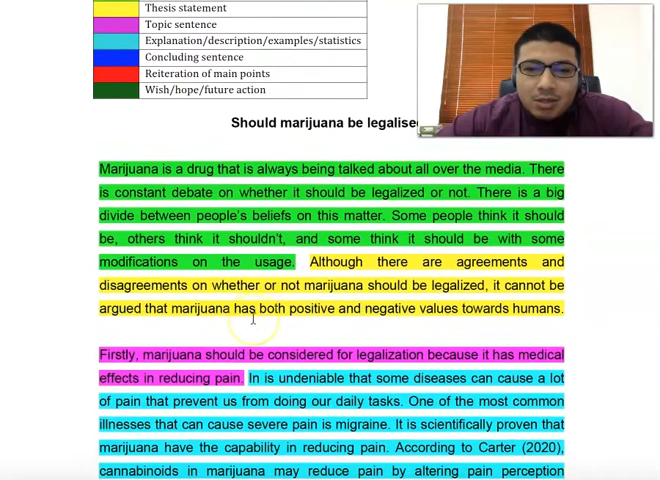 Thesis statement
Topic sentence
Explanation/description/examples/statistics
Concluding sentence
Reiteration of main points
Wish/hope/future action
Should marijuana be legalise
Marijuana is a drug that is always being talked about all over the media. There
is constant debate on whether it should be legalized or not. There is a big
divide between people's beliefs on this matter. Some people think it should
be, others think it shouldn't, and some think it should be with some
modifications on the usage. Although there are agreements and
disagreements on whether or not marijuana should be legalized, it cannot be
argued that marijuana has both positive and negative values towards humans.
Firstly, marijuana should be considered for legalization because it has medical
effects in reducing pain. In is undeniable that some diseases can cause a lot
of pain that prevent us from doing our daily tasks. One of the most common
illnesses that can cause severe pain is migraine. It is scientifically proven that
marijuana have the capability in reducing pain. According to Carter (2020),
cannabinoids in marijuana may reduce pain by altering pain perception